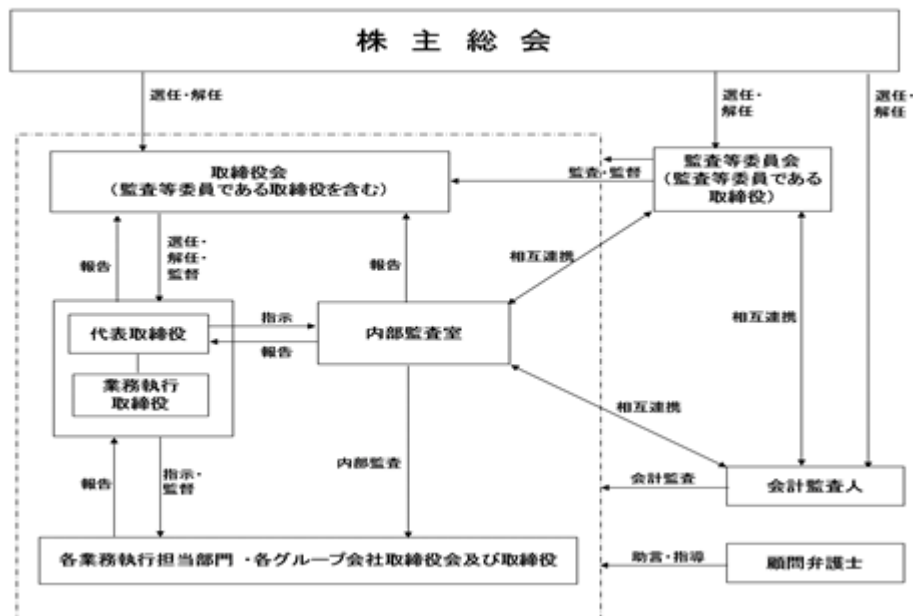 株主総会
選任・解任
選任・
解任
選任・
解任
取締役会
（監査等委員である取締役を含む）
監査・監督
監査等委員会
（監査等委員である
取締役）
報告
選任・
解任・
監督
報告
相互連携
相互連携
代表取締役
指示
報告
内部監査室
業務執行
取締役
相互連携
報告
指示・
監督
内部監査
会計監査
会計監査人
各業務執行担当部門・各グループ会社取締役会及び取締役
助言・指導
顧問弁護士